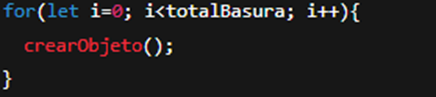 for(let i=0; i<totalBasura; i++){
crearObjeto();
}